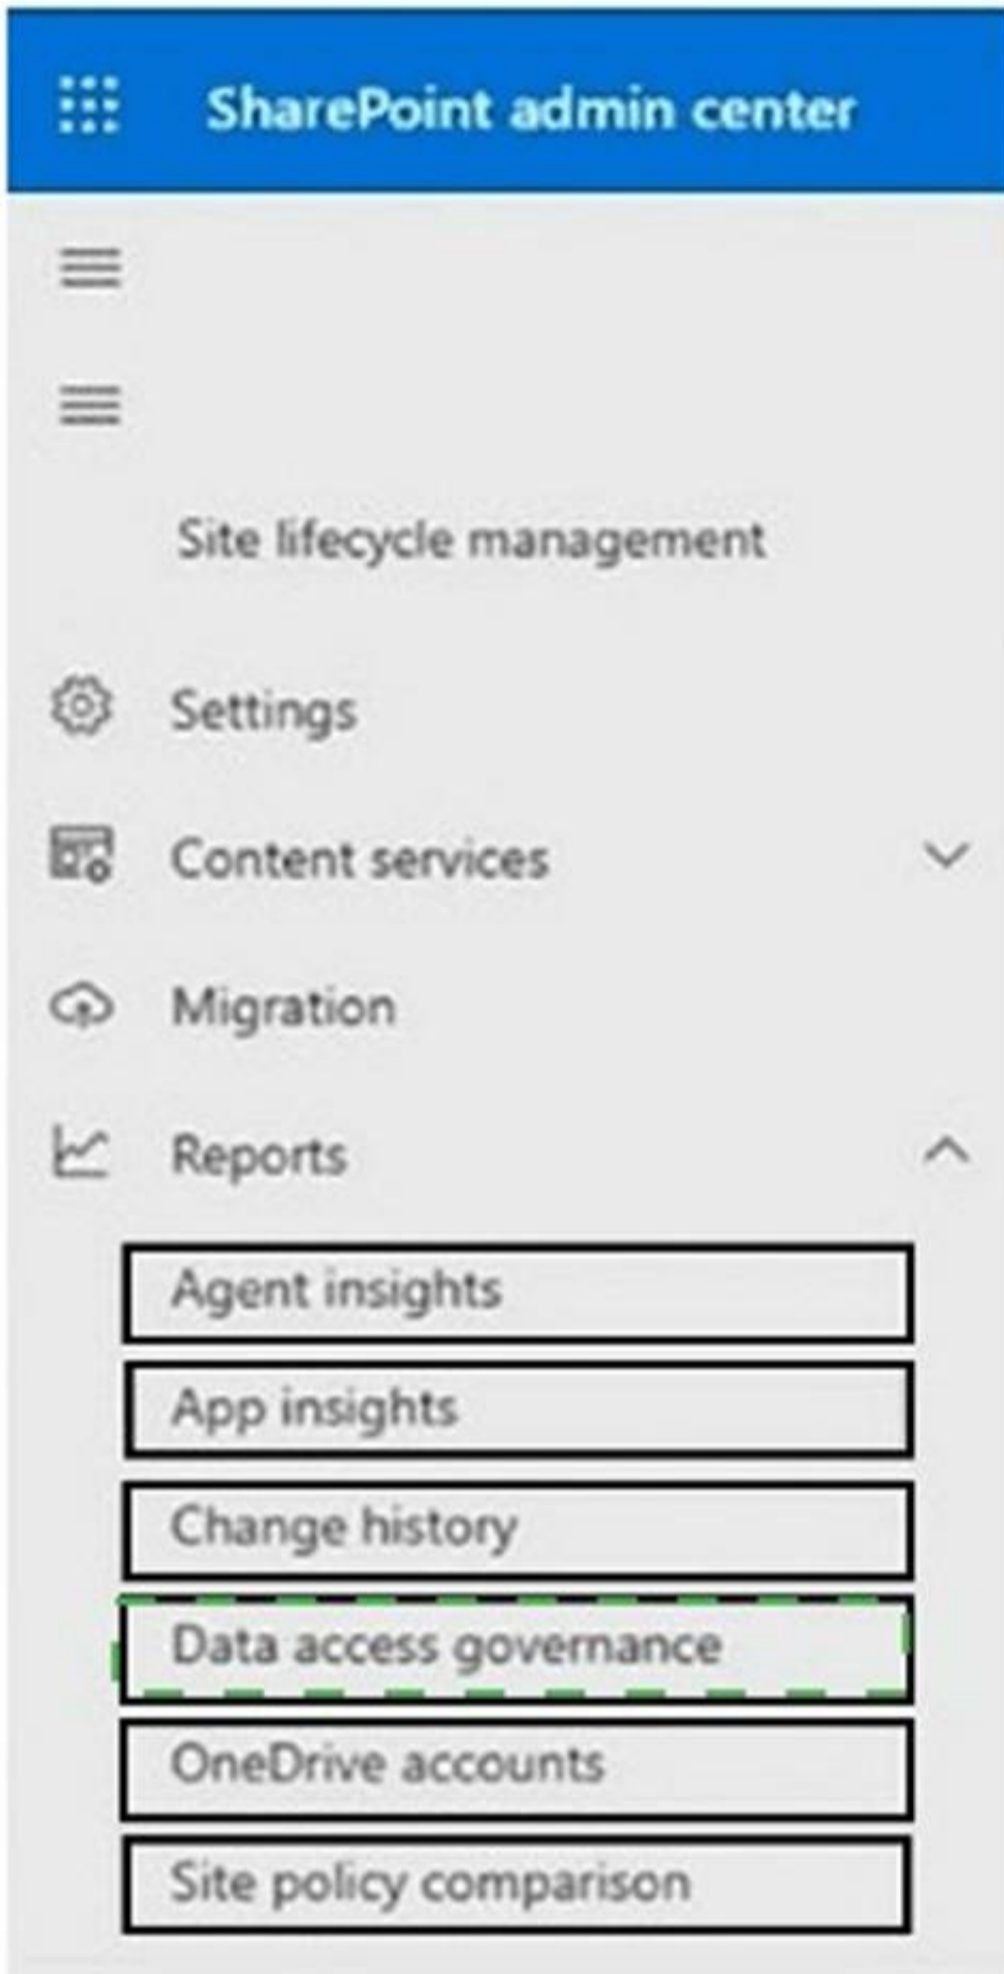 SharePoint admin center
Site lifecycle management
Settings
Content services
Migration
Reports
Agent insights
App insights
Change history
Data access governance
OneDrive accounts
Site policy comparison